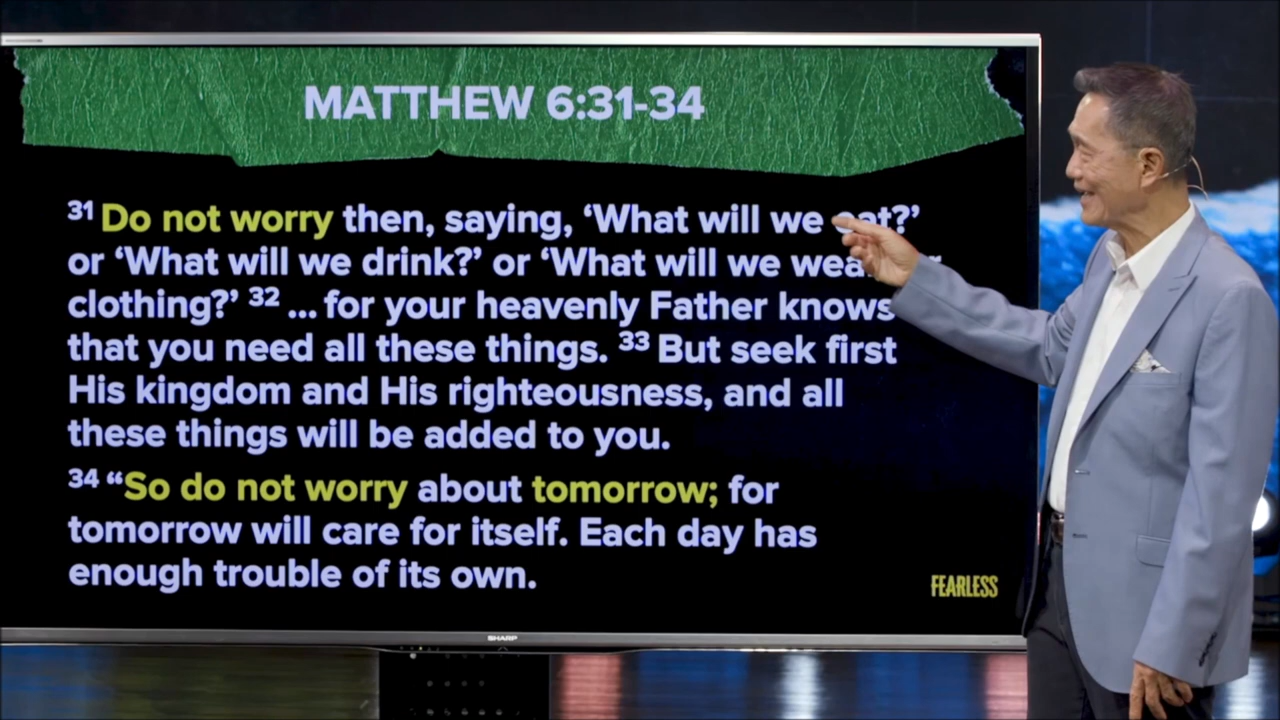 MATTHEW 6:31-34
31 Do not worry then, saying, ‘What will we eat?’
or ‘What will we drink?’ or ‘What will we wear for
clothing?’ 32 ... for your heavenly Father knows
that you need all these things. 33 But seek first
His kingdom and His righteousness, and all
these things will be added to you.
34 “So do not worry about tomorrow; for
tomorrow will care for itself. Each day has
enough trouble of its own.
FEARLESS
SHARP